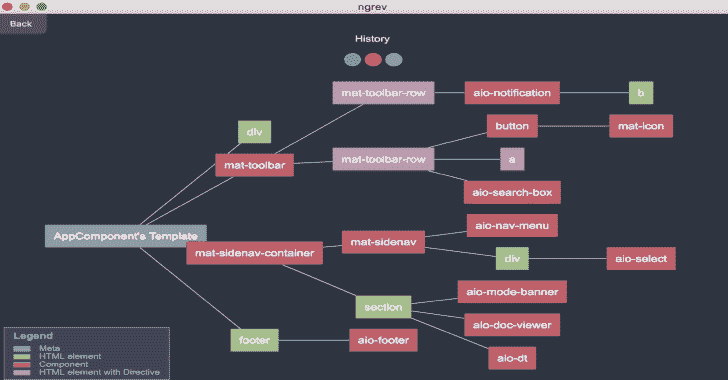 ngrev
Back
History
mat-toolbar-row
aio-notification
b
div
button
mat-icon
mat-toolbar
mat-toolbar-row
a
aio-search-box
AppComponent's Template
aio-nav-menu
mat-sidenav-container
mat-sidenav
div
aio-select
aio-mode-banner
section
aio-doc-viewer
footer
aio-footer
aio-dt
Legend
Meta
HTML element
Component
HTML element with Directive